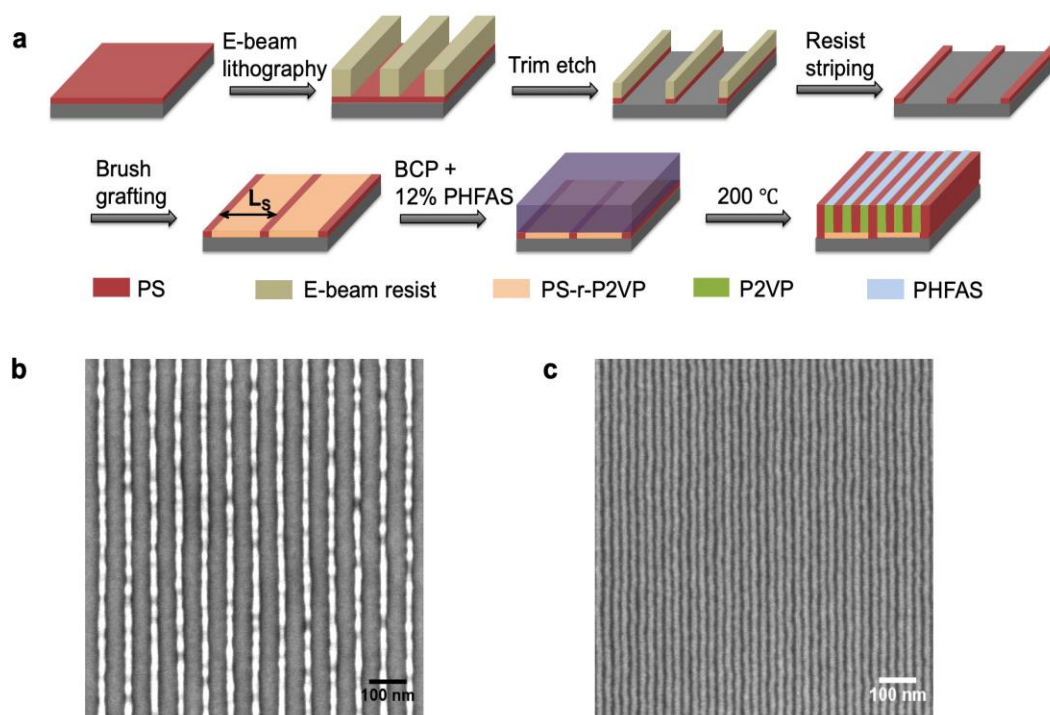 a
E-beam
lithography
Trim etch
Resist
striping
Brush
grafting
LS
BCP +
12% PHFAS
200 ℃
PS
E-beam resist
PS-r-P2VP
P2VP
PHFAS
b
c
100 nm
100 nm